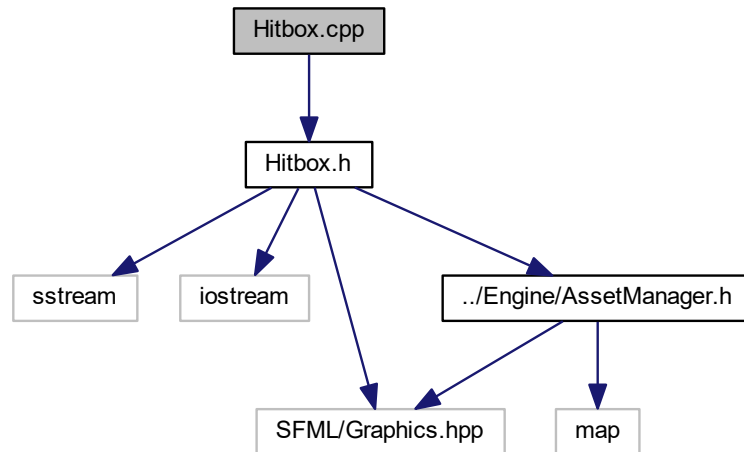 Hitbox.cpp
Hitbox.h
sstream
iostream
../Engine/AssetManager.h
SFML/Graphics.hpp
map